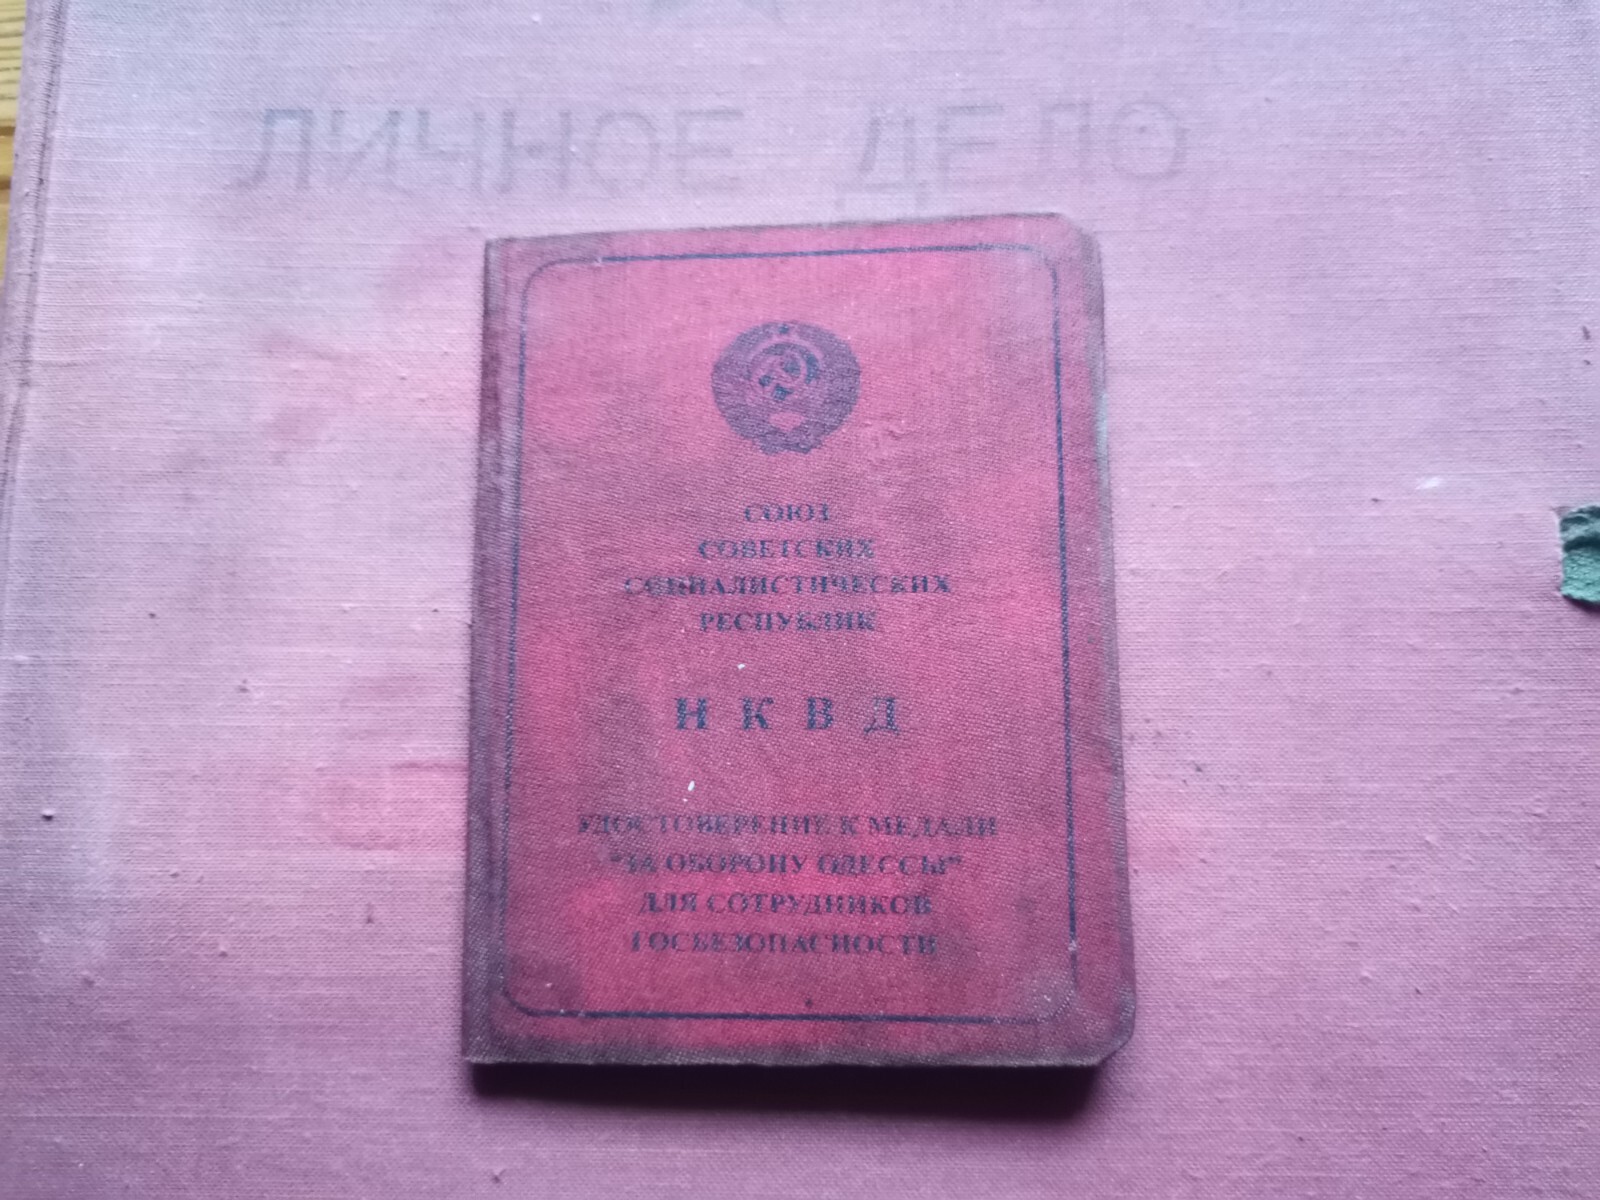 ЛИЧНОЕ ДЕЛО
СОЮЗ
СОВЕТСКИХ
СОЦИАЛИСТИЧЕСКИХ
РЕСПУБЛИК
Н К В Д
УДОСТОВЕРЕНИЕ К МЕДАЛИ
"ЗА ОБОРОНУ ОДЕССЫ"
ДЛЯ СОТРУДНИКОВ
ГОСБЕЗОПАСНОСТИ